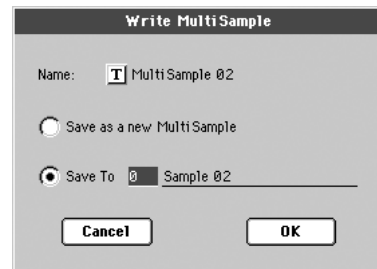 Write MultiSample
Name: T MultiSample 02
Save as a new MultiSample
Save To 0 Sample 02
Cancel OK